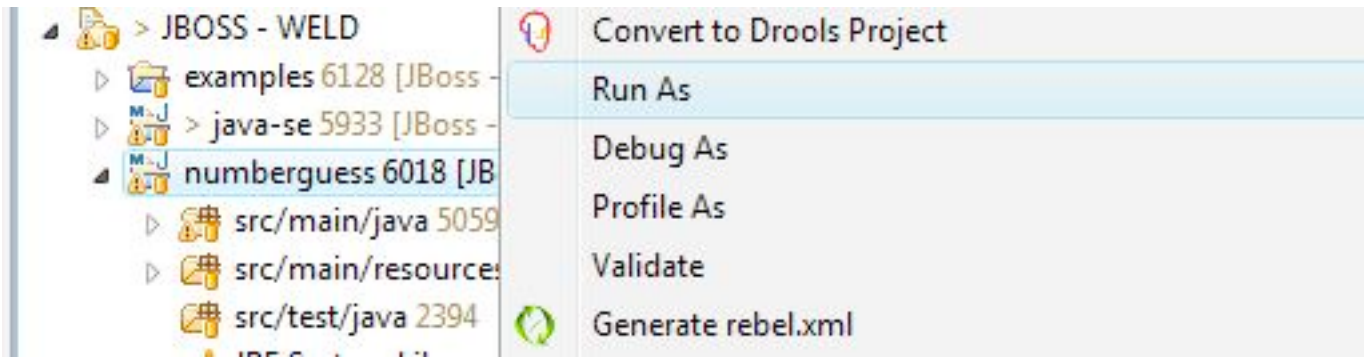 > JBOSS - WELD
examples 6128 [JBoss -
> java-se 5933 [JBoss -
numberguess 6018 [JB
src/main/java 5059
src/main/resources
src/test/java 2394
Convert to Drools Project
Run As
Debug As
Profile As
Validate
Generate rebel.xml